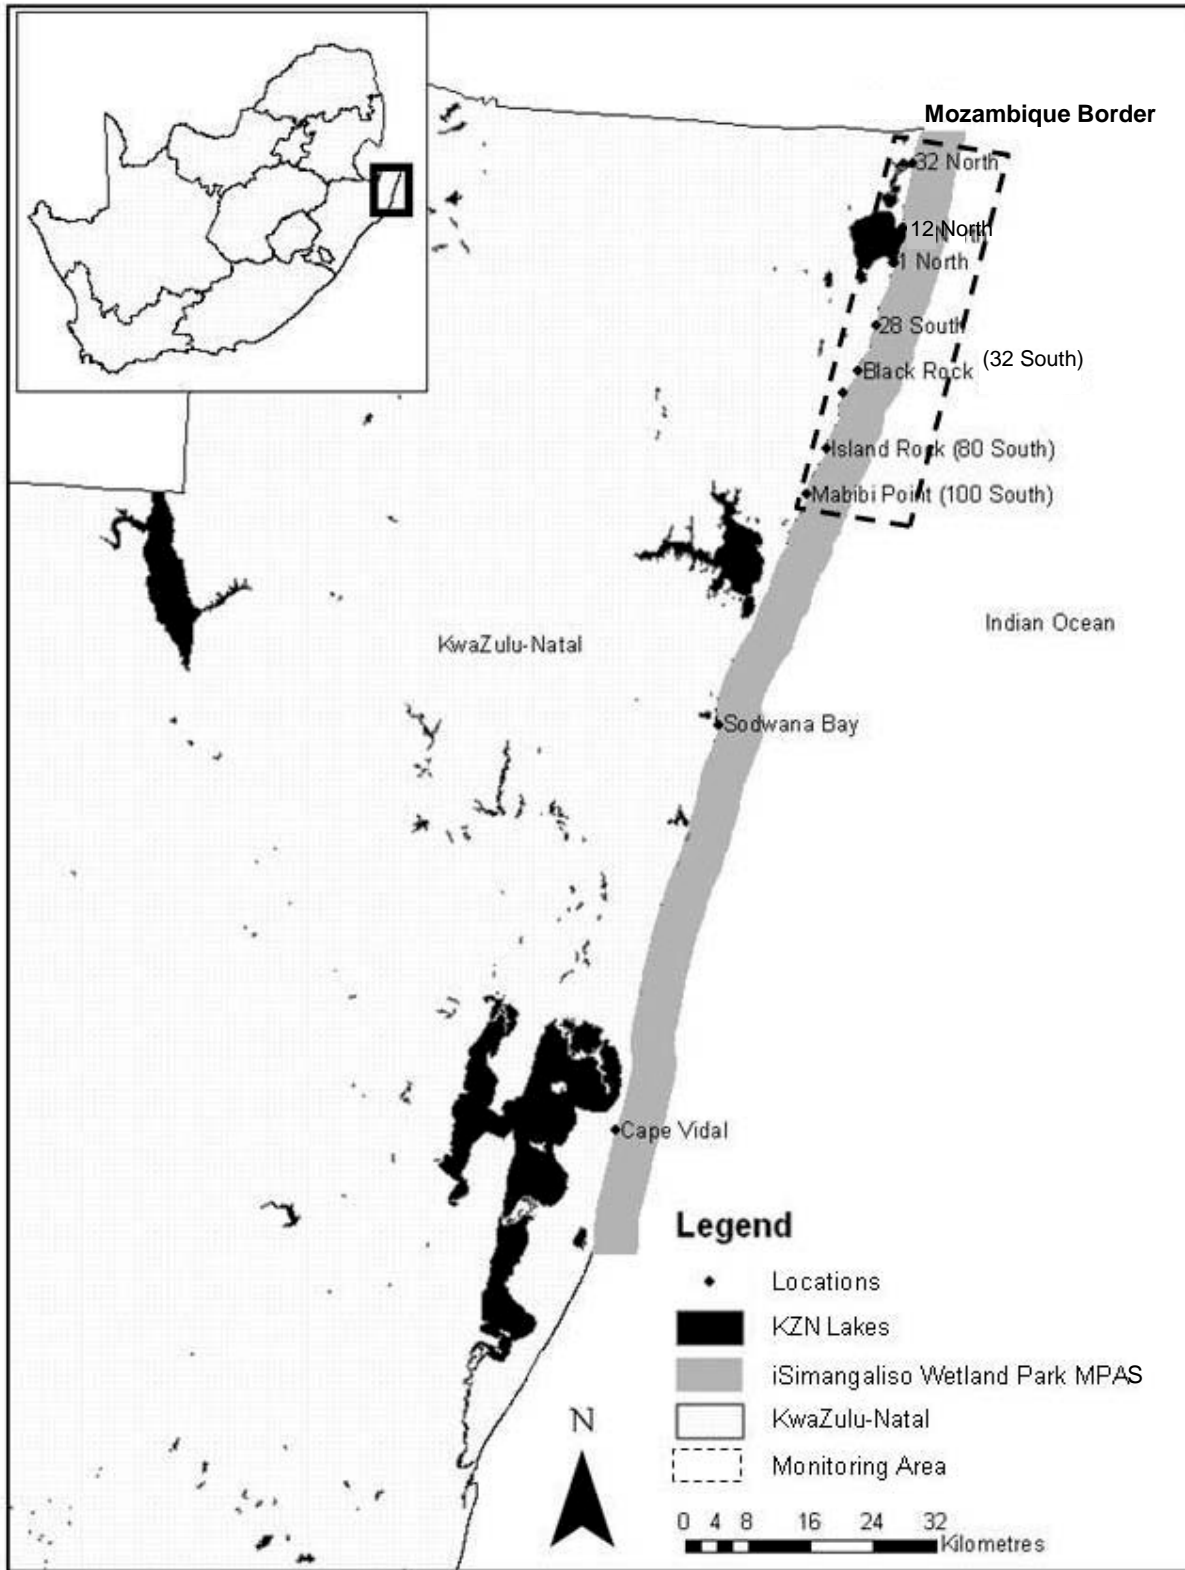 Mozambique Border
32 North
12 North
1 North
28 South
Black Rock (32 South)
Island Rock (80 South)
Mabibi Point (100 South)
Indian Ocean
KwaZulu-Natal
Sodwana Bay
Cape Vidal
Legend
Locations
KZN Lakes
iSimangaliso Wetland Park MPAS
KwaZulu-Natal
Monitoring Area
N
0 4 8 16 24 32
Kilometres